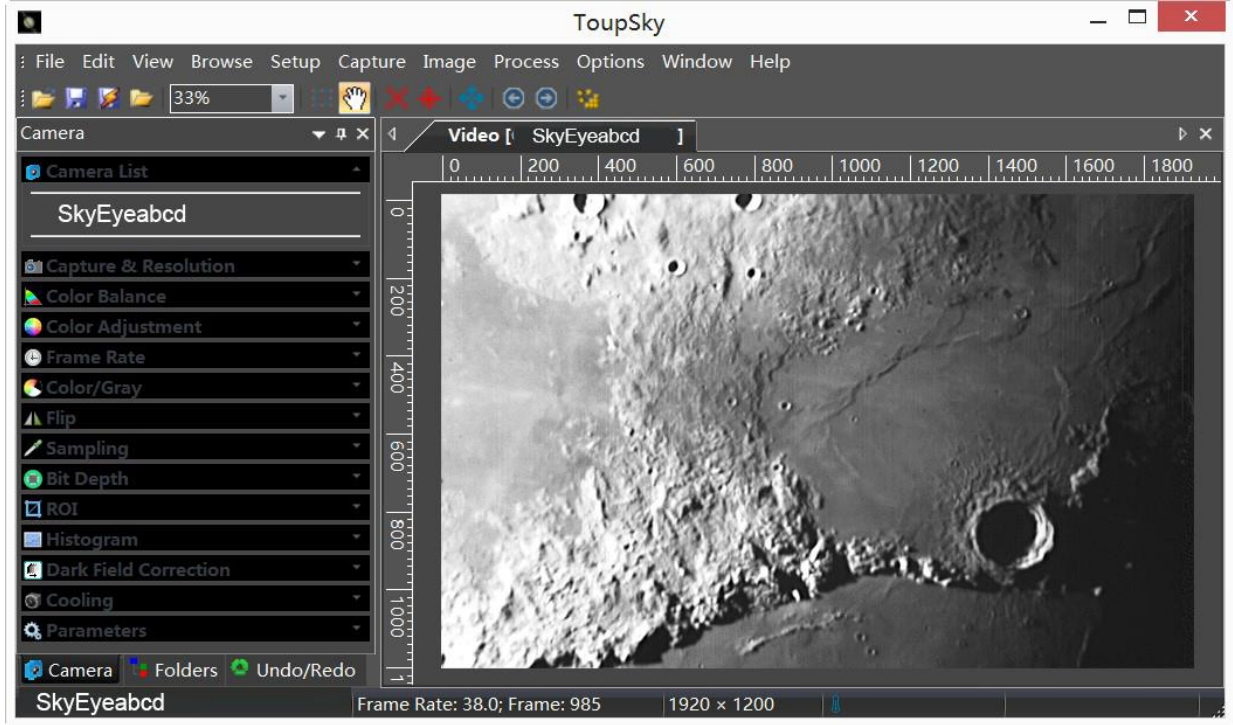 ToupSky
File Edit View Browse Setup Capture Image Process Options Window Help
33%
Camera
Video [ SkyEyeabcd ]
Camera List
0 200 400 600 800 1000 1200 1400 1600 1800
SkyEyeabcd
0
Capture & Resolution
Color Balance
200
Color Adjustment
Frame Rate
400
Color/Gray
Flip
Sampling
600
Bit Depth
ROI
800
Histogram
Dark Field Correction
Cooling
1000
Parameters
Camera Folders Undo/Redo
SkyEyeabcd
Frame Rate: 38.0; Frame: 985 1920 × 1200